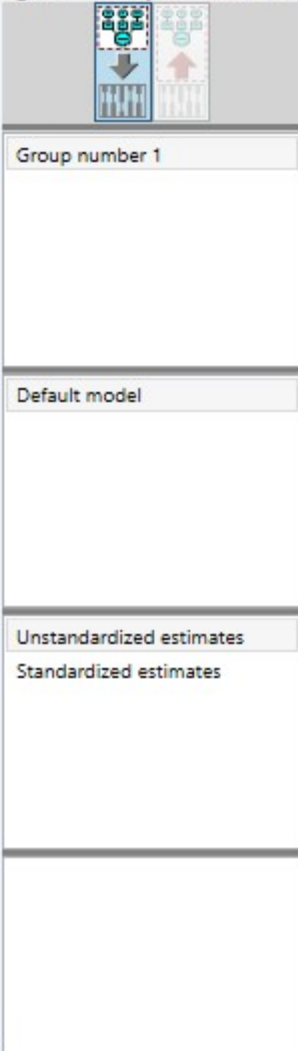 Group number 1
Default model
Unstandardized estimates
Standardized estimates